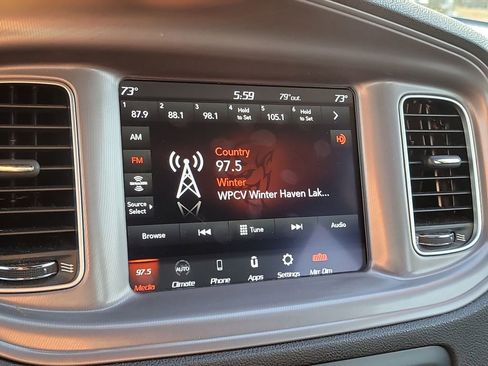 73° 5:59 79°out. 73°
1 2 3 4 5 6
87.9 88.1 98.1 Hold to Set 105.1 Hold to Set
AM
FM
SiriusXM
Source Select
Country
97.5
Winter
WPCV Winter Haven Lak...
Browse Tune Audio
97.5 AUTO
Media Climate Phone Apps Settings Mirr Dim